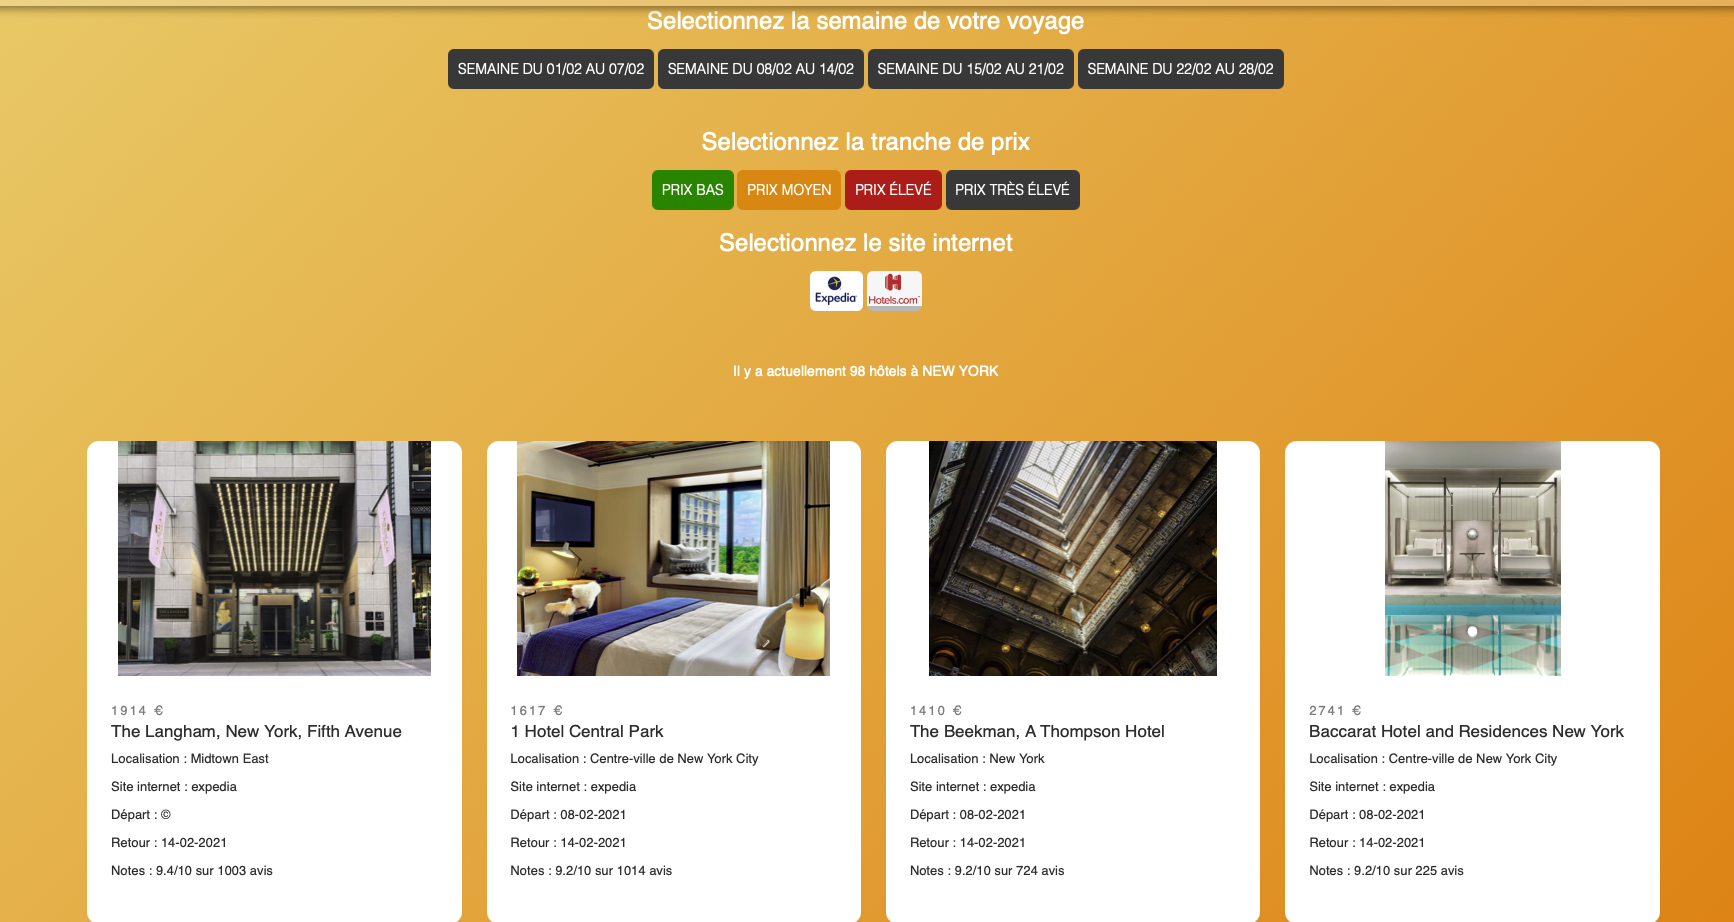 Selectionnez la semaine de votre voyage
SEMAINE DU 01/02 AU 07/02 SEMAINE DU 08/02 AU 14/02 SEMAINE DU 15/02 AU 21/02 SEMAINE DU 22/02 AU 28/02
Selectionnez la tranche de prix
PRIX BAS PRIX MOYEN PRIX ÉLEVÉ PRIX TRÈS ÉLEVÉ
Selectionnez le site internet
Expedia Hotels.com
Il y a actuellement 98 hôtels à NEW YORK
1914 €
The Langham, New York, Fifth Avenue
Localisation : Midtown East
Site internet : expedia
Départ : ©
Retour : 14-02-2021
Notes : 9.4/10 sur 1003 avis
1617 €
1 Hotel Central Park
Localisation : Centre-ville de New York City
Site internet : expedia
Départ : 08-02-2021
Retour : 14-02-2021
Notes : 9.2/10 sur 1014 avis
1410 €
The Beekman, A Thompson Hotel
Localisation : New York
Site internet : expedia
Départ : 08-02-2021
Retour : 14-02-2021
Notes : 9.2/10 sur 724 avis
2741 €
Baccarat Hotel and Residences New York
Localisation : Centre-ville de New York City
Site internet : expedia
Départ : 08-02-2021
Retour : 14-02-2021
Notes : 9.2/10 sur 225 avis